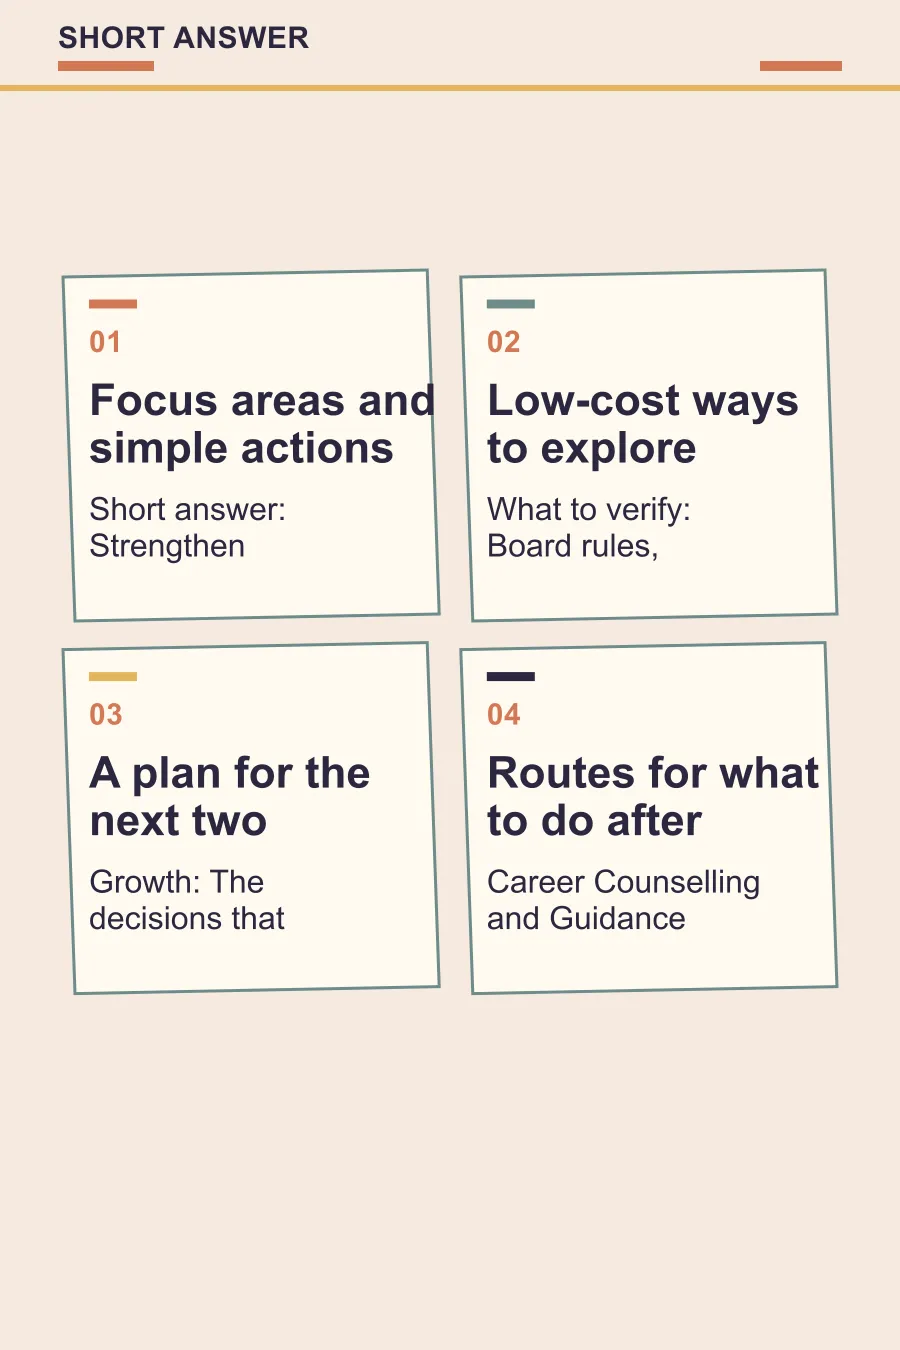 SHORT ANSWER
01
Focus areas and
simple actions
Short answer:
Strengthen
02
Low-cost ways
to explore
What to verify:
Board rules,
03
A plan for the
next two
Growth: The
decisions that
04
Routes for what
to do after
Career Counselling
and Guidance